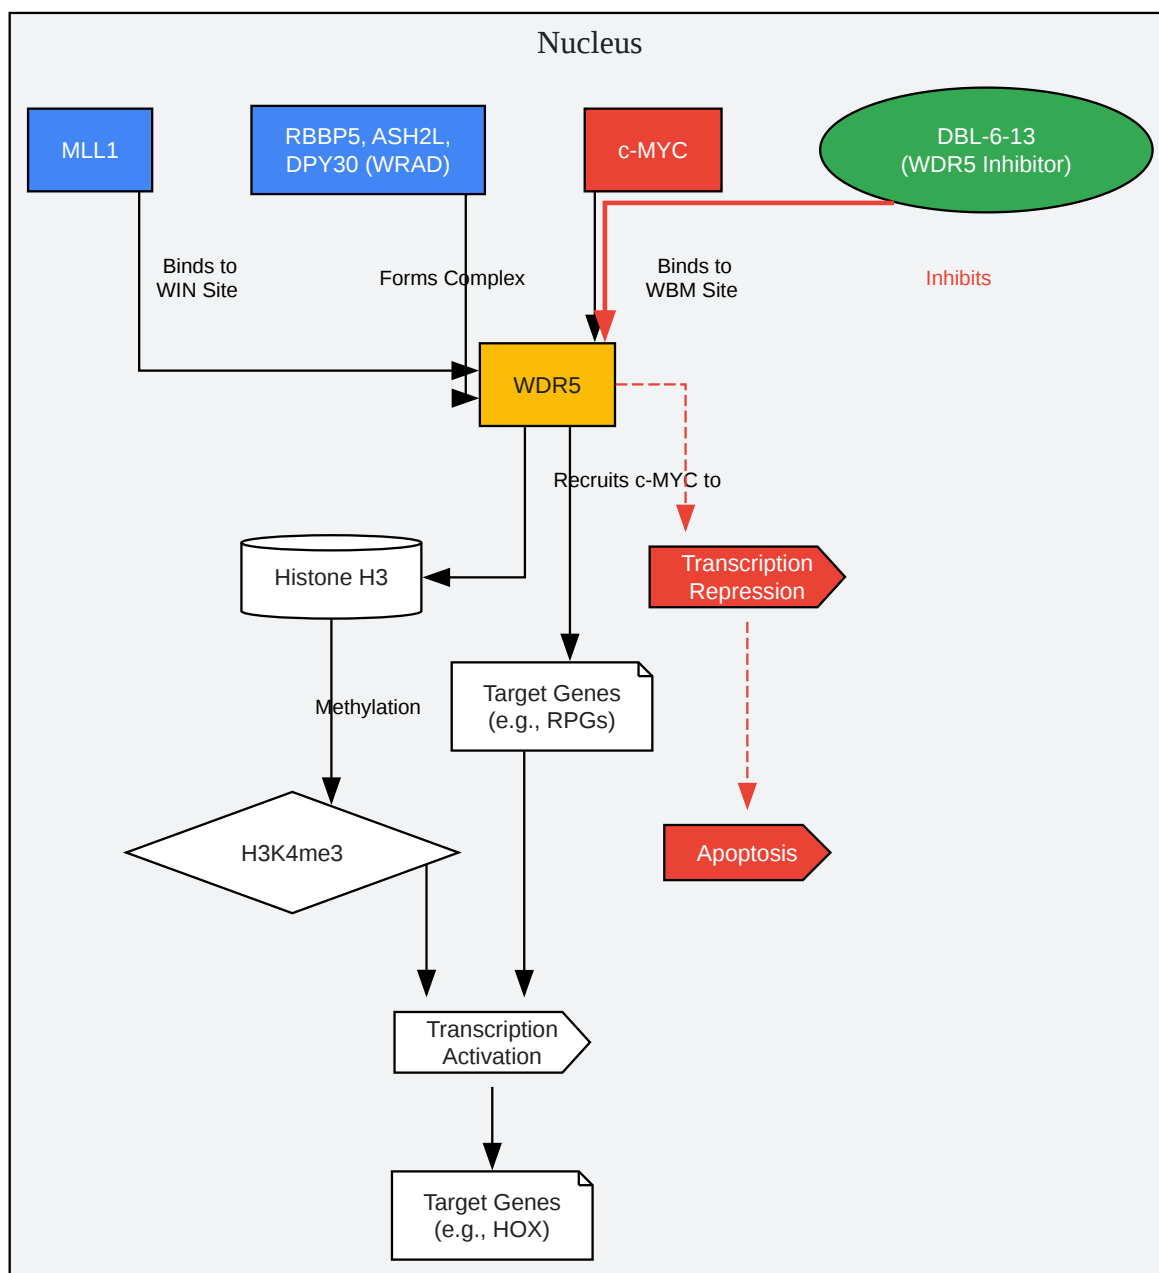 Nucleus
MLL1
RBBP5, ASH2L,
DPY30 (WRAD)
c-MYC
DBL-6-13
(WDR5 Inhibitor)
Binds to
WIN Site
Forms Complex
Binds to
WBM Site
Inhibits
WDR5
Recruits c-MYC to
Histone H3
Transcription
Repression
Target Genes
(e.g., RPGs)
Methylation
H3K4me3
Apoptosis
Transcription
Activation
Target Genes
(e.g., HOX)